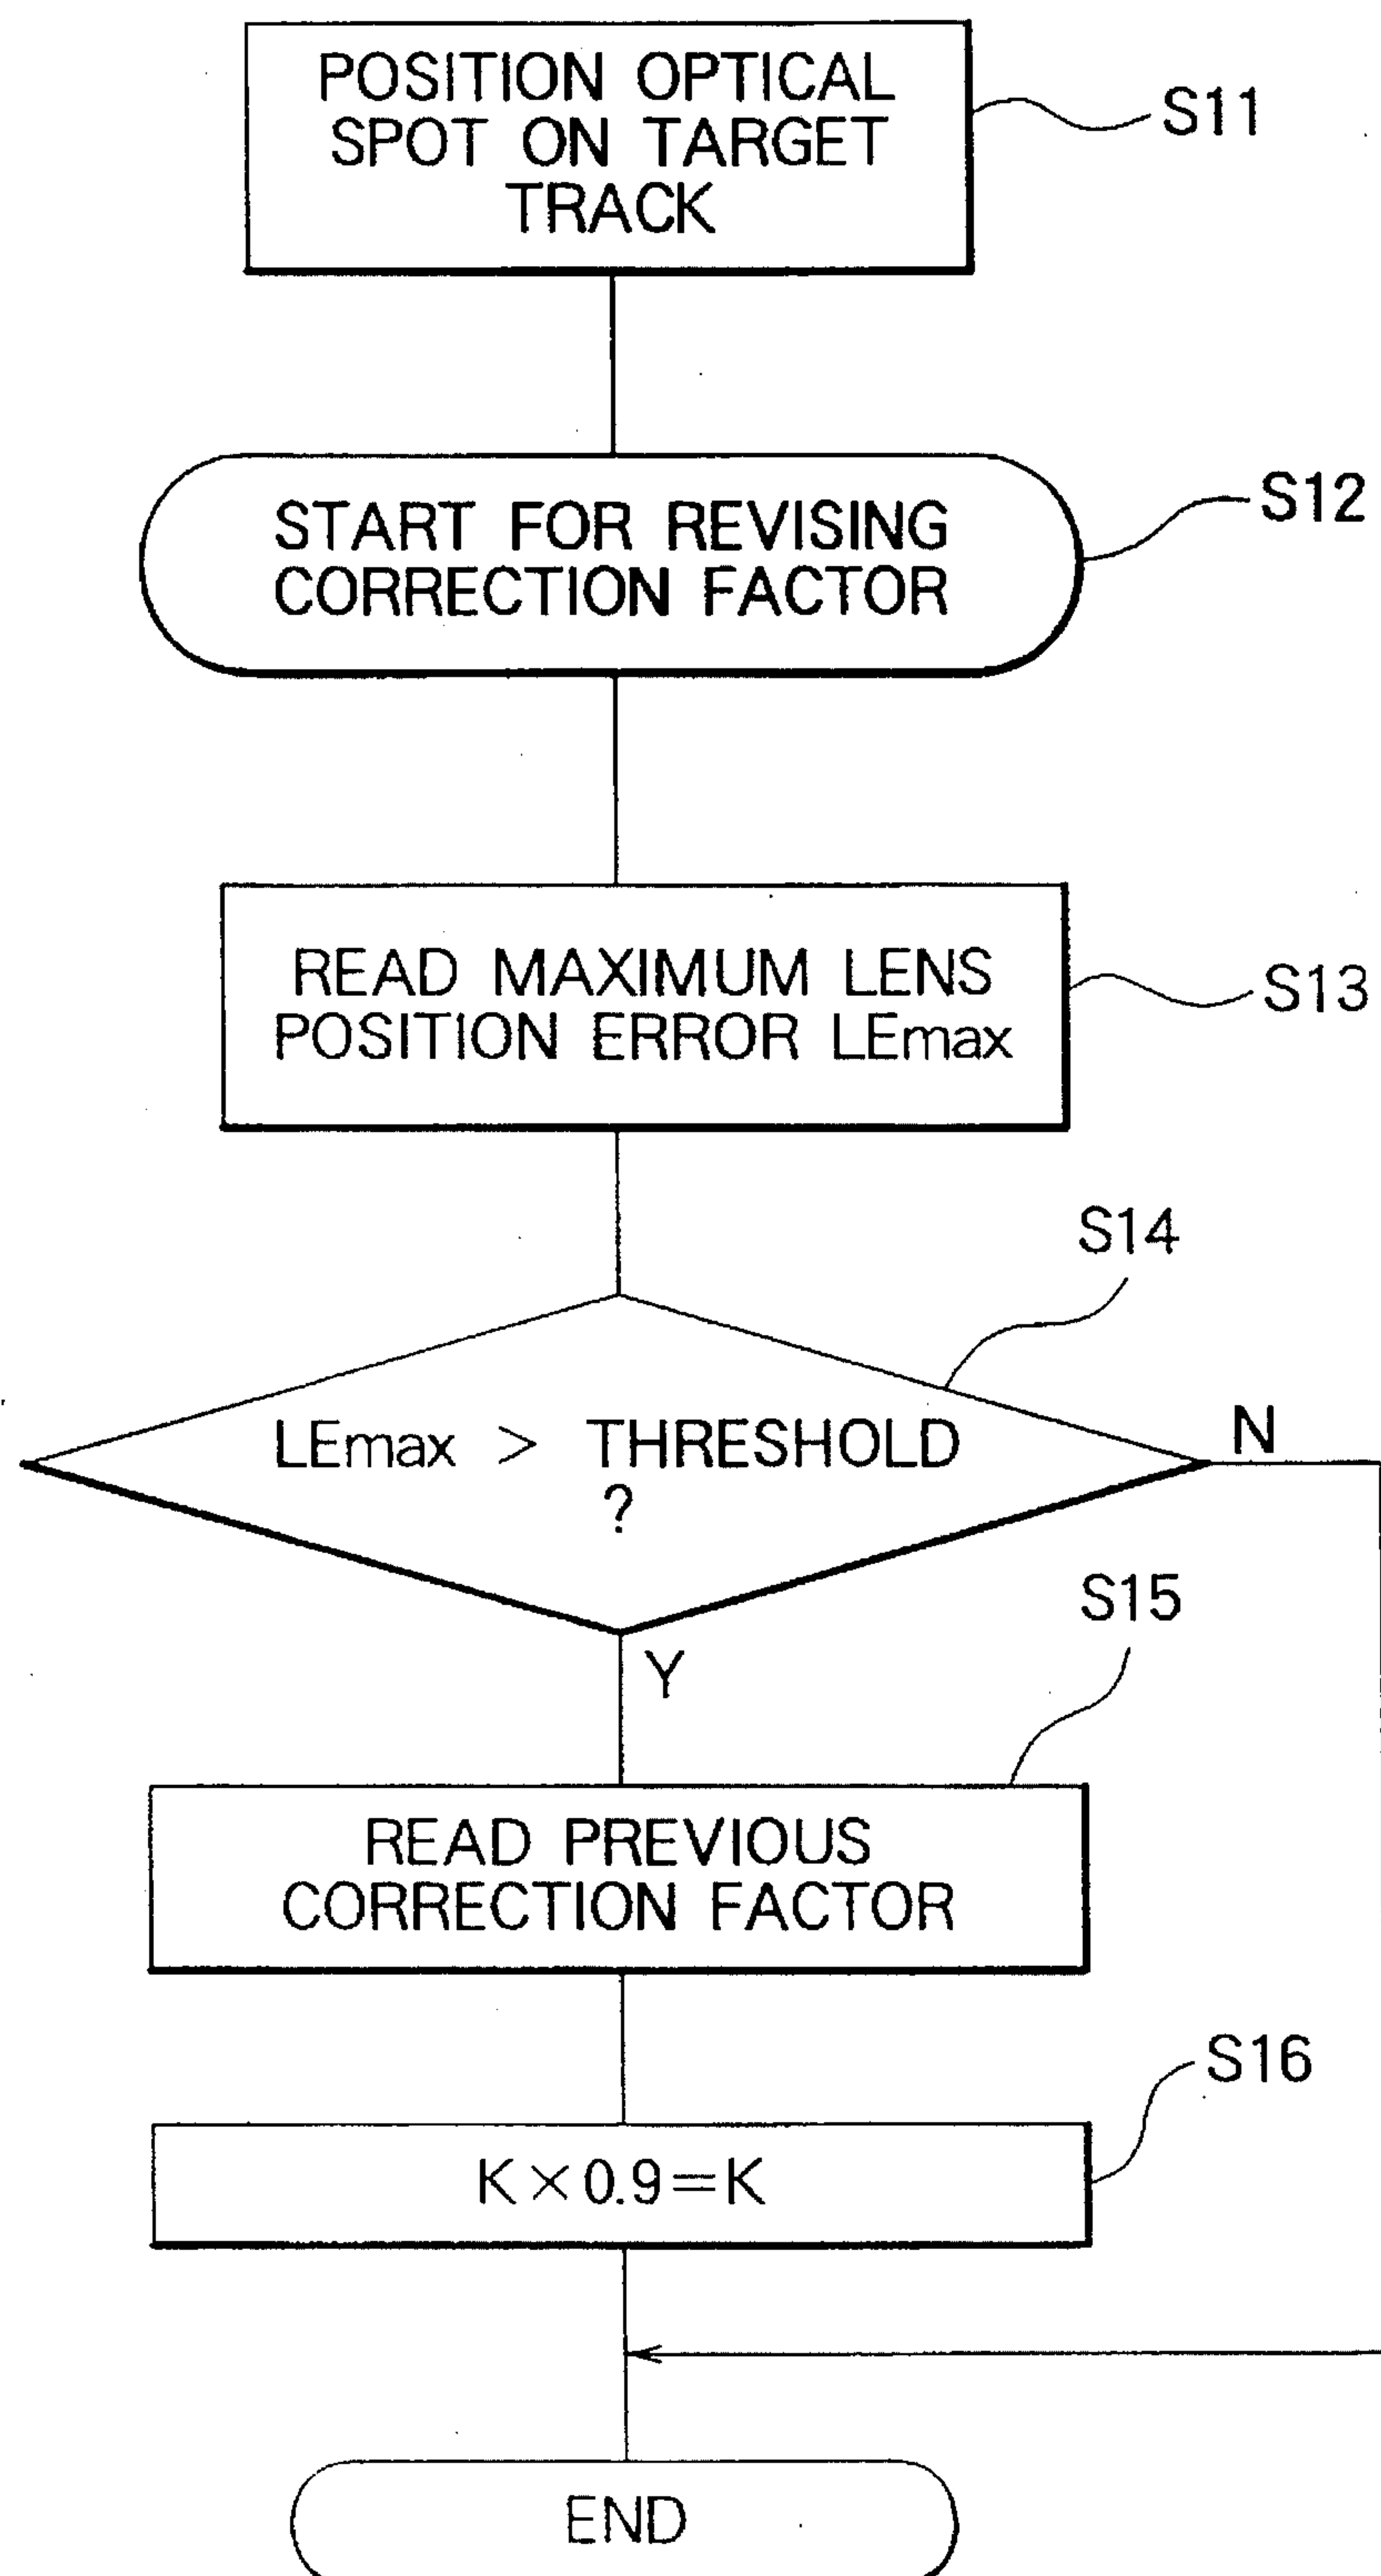 POSITION OPTICAL
SPOT ON TARGET
TRACK
S11
START FOR REVISING
CORRECTION FACTOR
S12
READ MAXIMUM LENS
POSITION ERROR LEmax
S13
S14
LEmax > THRESHOLD
?
N
Y
S15
READ PREVIOUS
CORRECTION FACTOR
S16
K×0.9=K
END